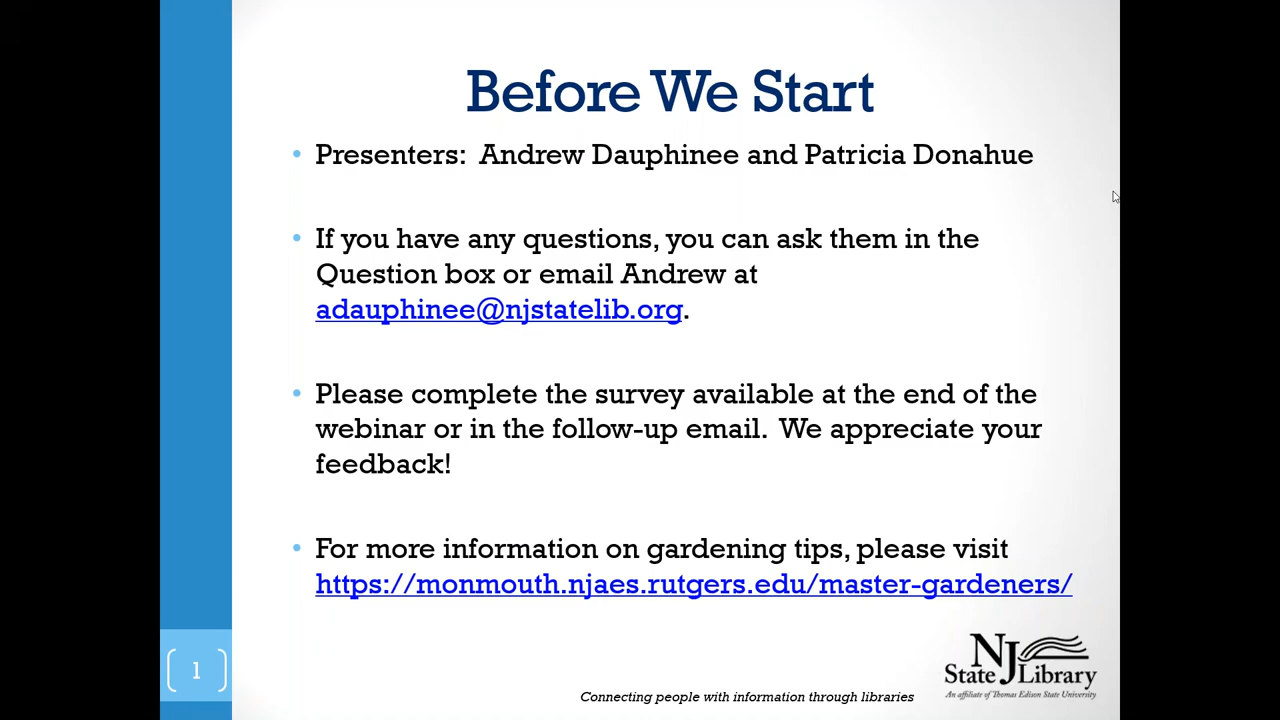 Before We Start
• Presenters:  Andrew Dauphinee and Patricia Donahue
• If you have any questions, you can ask them in the
Question box or email Andrew at
adauphinee@njstatelib.org.
• Please complete the survey available at the end of the
webinar or in the follow-up email.  We appreciate your
feedback!
• For more information on gardening tips, please visit
https://monmouth.njaes.rutgers.edu/master-gardeners/
1
Connecting people with information through libraries
NJ
State Library
An affiliate of Thomas Edison State University